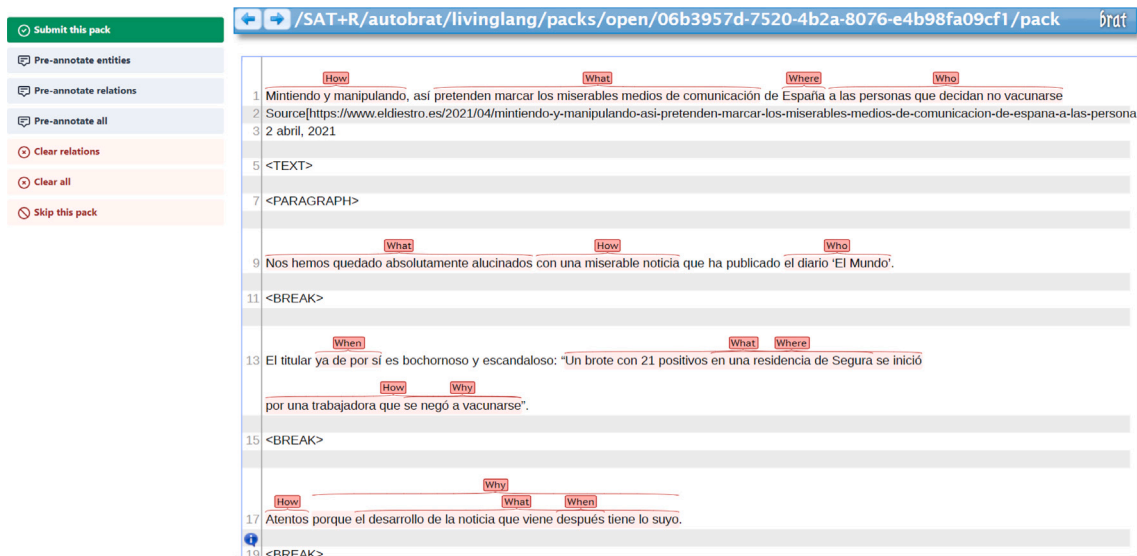 Submit this pack
Pre-annotate entities
Pre-annotate relations
Pre-annotate all
Clear relations
Clear all
Skip this pack
/SAT+R/autobrat/livinglang/packs/open/06b3957d-7520-4b2a-8076-e4b98fa09cf1/pack brat
How What Where Who
1 Mintiendo y manipulando, así pretenden marcar los miserables medios de comunicación de España a las personas que decidan no vacunarse
2 Source[https://www.eldiestro.es/2021/04/mintiendo-y-manipulando-asi-pretenden-marcar-los-miserables-medios-de-comunicacion-de-espana-a-las-persona
3 2 abril, 2021
5 <TEXT>
7 <PARAGRAPH>
What How Who
9 Nos hemos quedado absolutamente alucinados con una miserable noticia que ha publicado el diario ‘El Mundo’.
11 <BREAK>
When What Where
13 El titular ya de por sí es bochornoso y escandaloso: “Un brote con 21 positivos en una residencia de Segura se inició
How Why
por una trabajadora que se negó a vacunarse”.
15 <BREAK>
Why
How What When
17 Atentos porque el desarrollo de la noticia que viene después tiene lo suyo.
19 <BREAK>